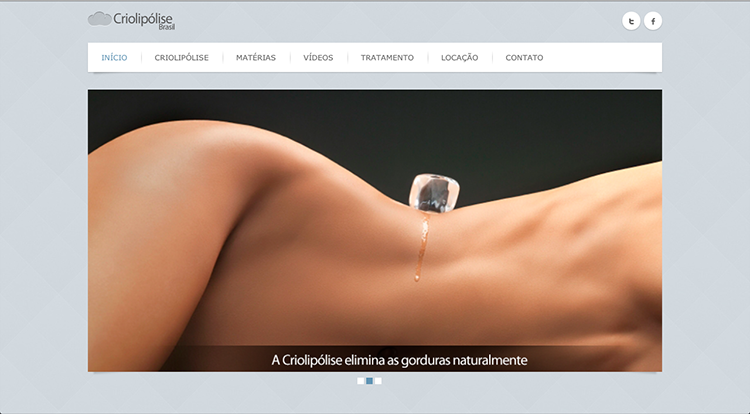 Criolipólise
Brasil
INÍCIO
CRIOLIPÓLISE
MATÉRIAS
VÍDEOS
TRATAMENTO
LOCAÇÃO
CONTATO
A Criolipólise elimina as gorduras naturalmente